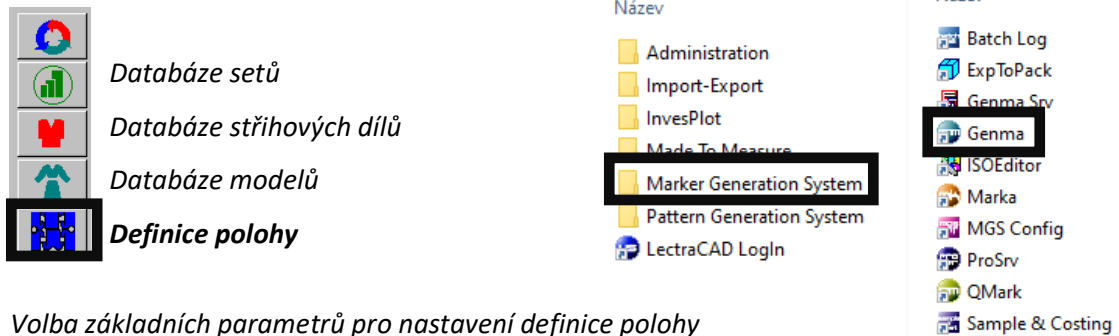 Databáze setů
Databáze střihových dílů
Databáze modelů
Definice polohy
Volba základních parametrů pro nastavení definice polohy
Název
Administration
Import-Export
InvesPlot
Made To Measure
Marker Generation System
Pattern Generation System
LectraCAD LogIn
Batch Log
ExpToPack
Genma Srv
Genma
ISOEditor
Marka
MGS Config
ProSrv
QMark
Sample & Costing